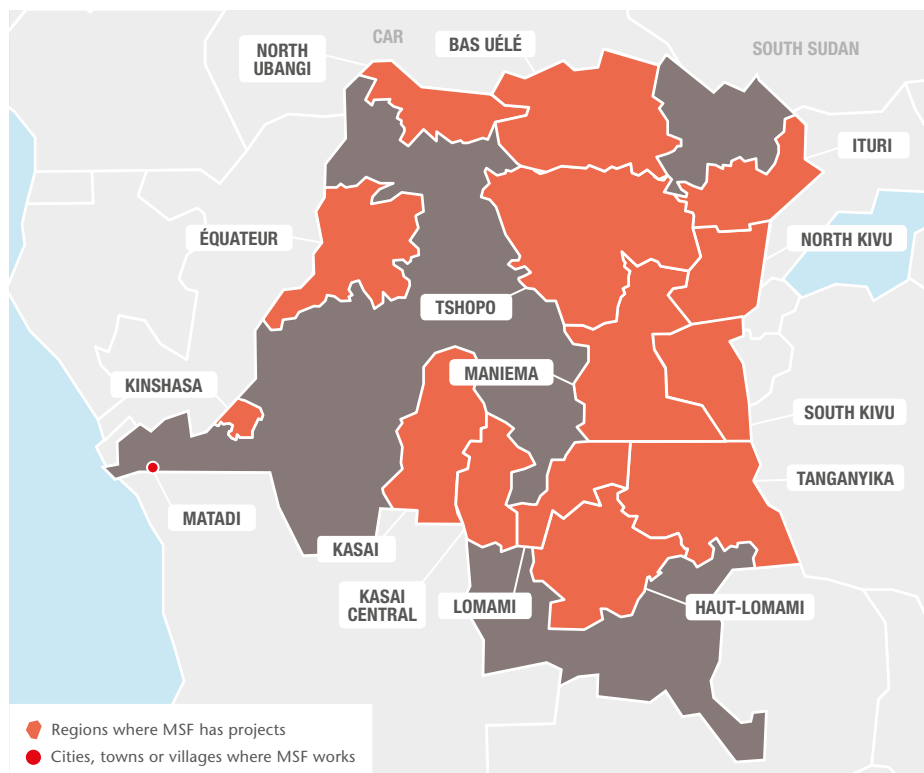 CAR
BAS UÉLÉ
SOUTH SUDAN
NORTH
UBANGI
ITURI
ÉQUATEUR
NORTH KIVU
TSHOPO
MANIEMA
KINSHASA
SOUTH KIVU
TANGANYIKA
MATADI
KASAI
KASAI
CENTRAL
LOMAMI
HAUT-LOMAMI
Regions where MSF has projects
Cities, towns or villages where MSF works